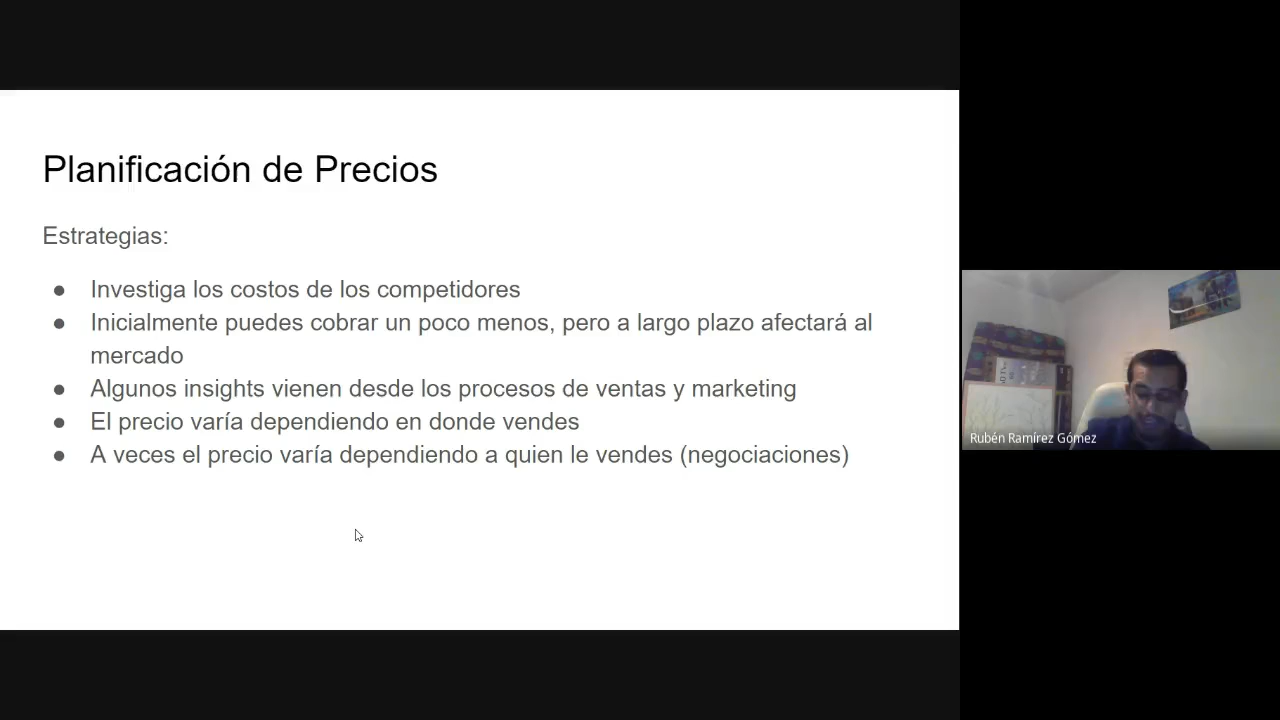 Planificación de Precios
Estrategias:
● Investiga los costos de los competidores
● Inicialmente puedes cobrar un poco menos, pero a largo plazo afectará al
mercado
● Algunos insights vienen desde los procesos de ventas y marketing
● El precio varía dependiendo en donde vendes
● A veces el precio varía dependiendo a quien le vendes (negociaciones)
Rubén Ramírez Gómez